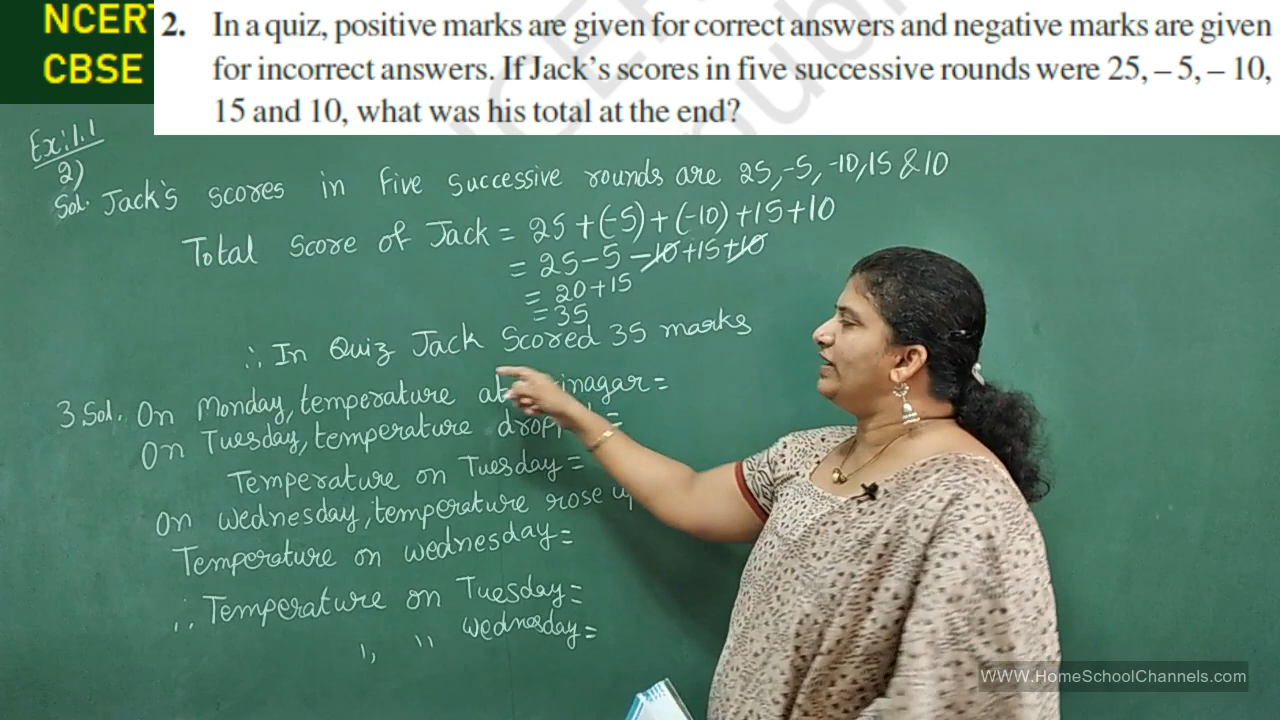 NCERT
CBSE
2. In a quiz, positive marks are given for correct answers and negative marks are given
for incorrect answers. If Jack's scores in five successive rounds were 25, – 5, – 10,
15 and 10, what was his total at the end?
Ex:1.1
2)
Sol. Jack's scores in five successive rounds are 25,-5,-10,15 & 10
Total Score of Jack = 25+(-5)+(-10)+15+10
= 25-5-10+15+10
= 20+15
= 35
∴ In Quiz Jack Scored 35 marks
3 Sol. On Monday, temperature at =
On Tuesday, temperature =
Temperature on Tuesday =
On wednesday, temperature rose
Temperature on wednesday =
∴ Temperature on Tuesday =
,, '' wednesday =
WWW.HomeSchoolChannels.com